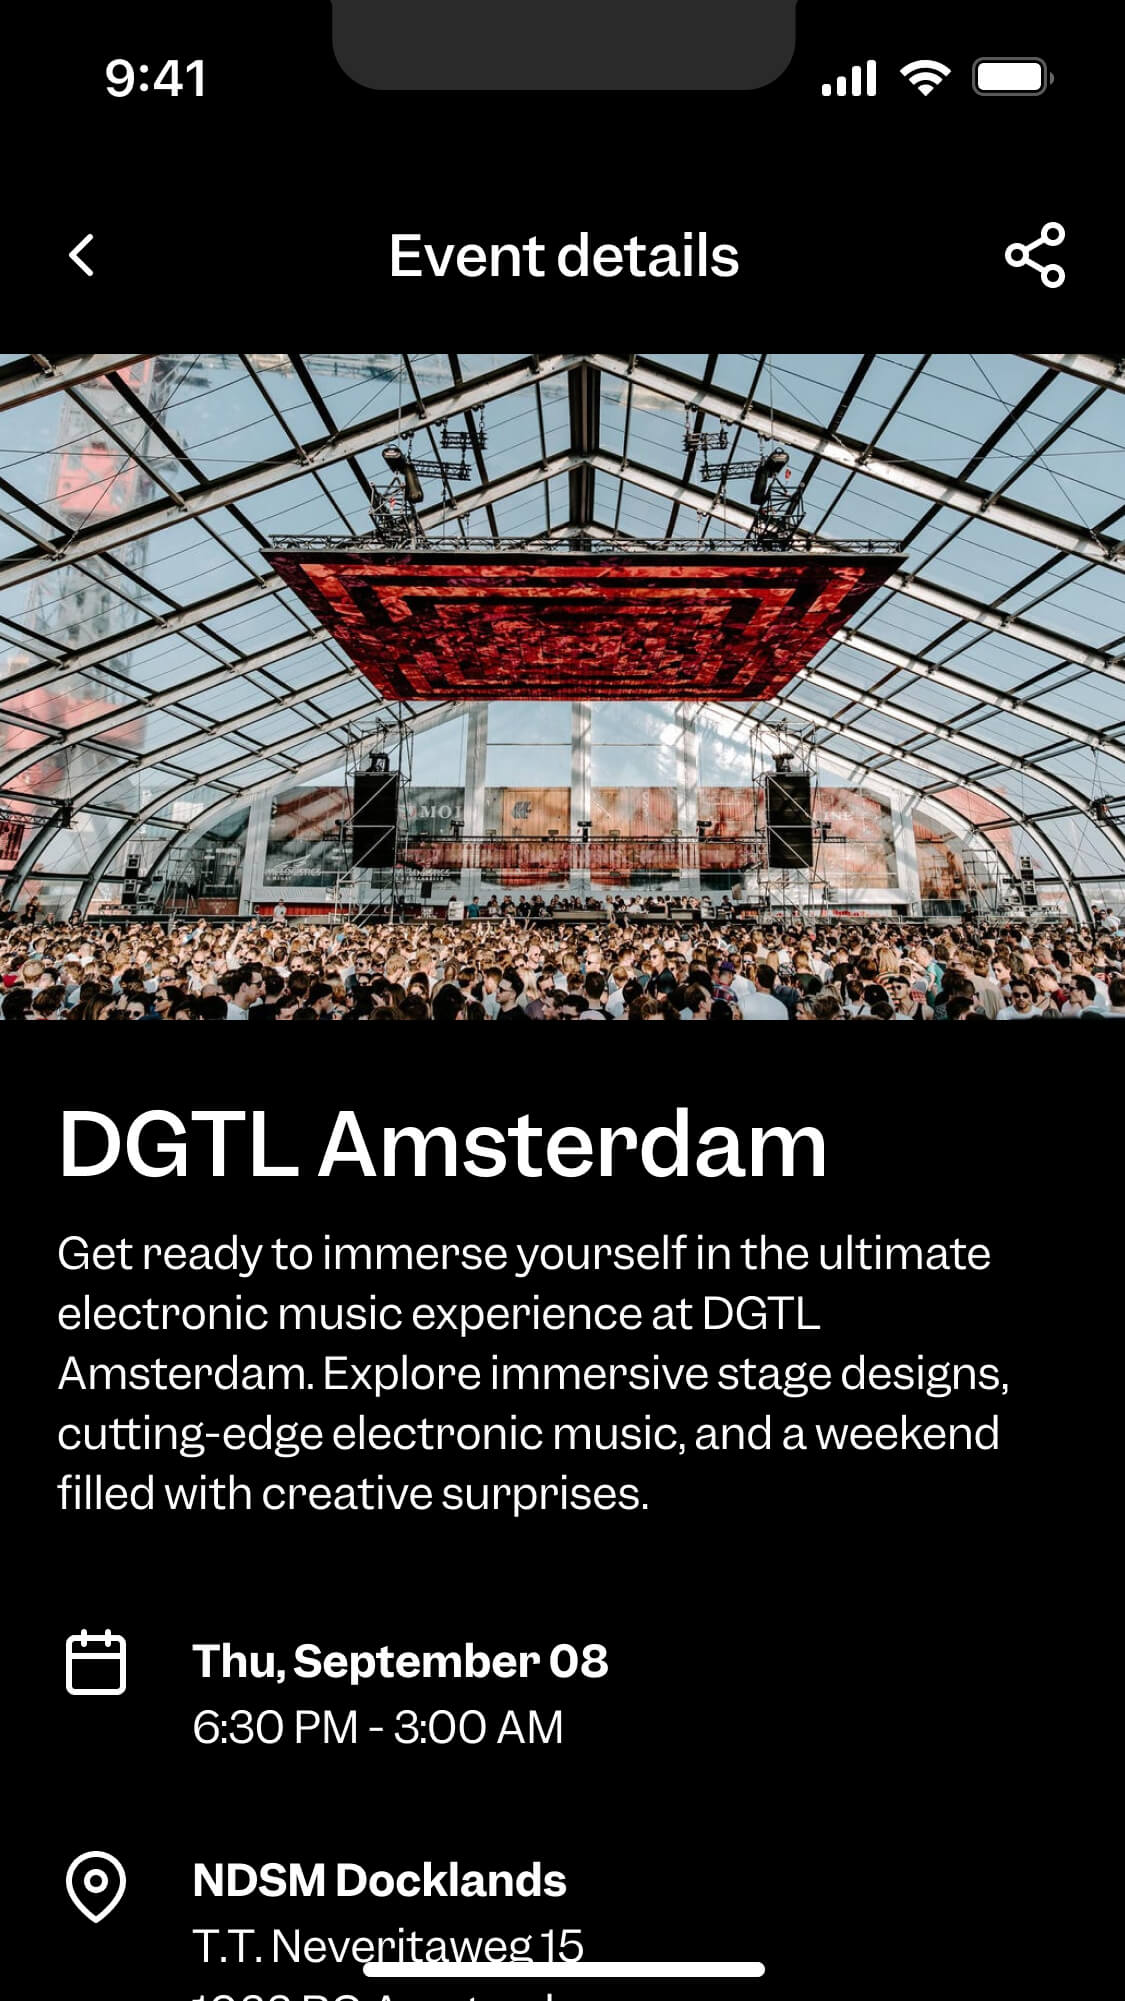 9:41
Event details
DGTL Amsterdam
Get ready to immerse yourself in the ultimate
electronic music experience at DGTL
Amsterdam. Explore immersive stage designs,
cutting-edge electronic music, and a weekend
filled with creative surprises.
Thu, September 08
6:30 PM - 3:00 AM
NDSM Docklands
T.T. Neveritaweg 15